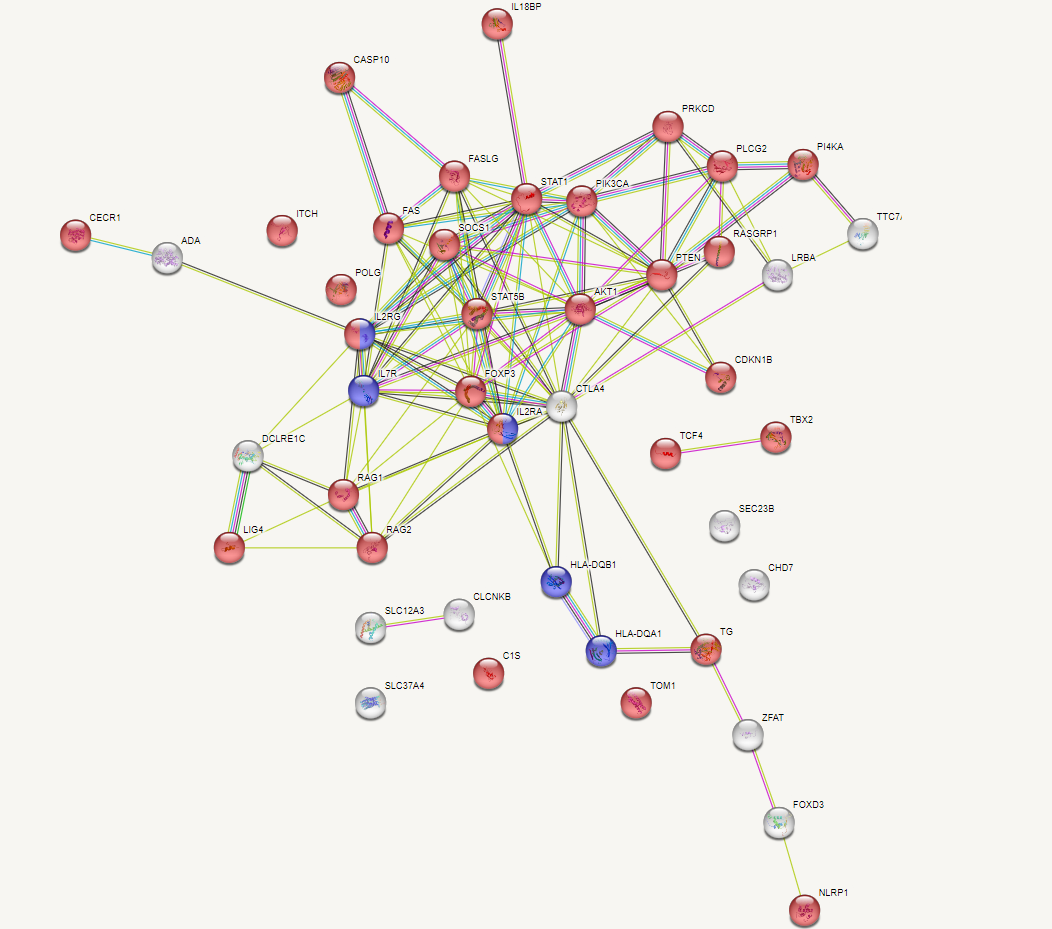 IL18BP
CASP10
PRKCD
PLCG2
PI4KA
FASLG
STAT1
PIK3CA
FAS
CECR1
ITCH
SOCS1
TTC7/
ADA
RASGRP1
PTEN
LRBA
POLG
STAT5B
AKT1
IL2RG
CDKN1B
IL7R
FOXP3
CTLA4
IL2RA
TBX2
TCF4
DCLRE1C
RAG1
SEC23B
LIG4
RAG2
HLA-DQB1
CHD7
CLCNKB
SLC12A3
HLA-DQA1
TG
C1S
SLC37A4
TOM1
ZFAT
FOXD3
NLRP1